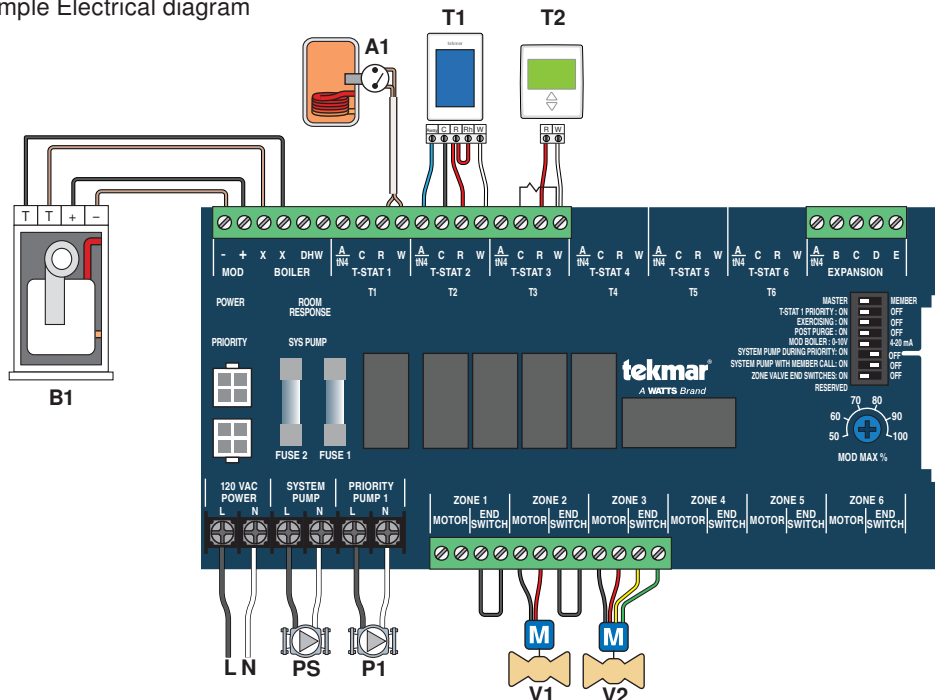 mple Electrical diagram
T1 T2
A1
tekmar
C R Rh W
R W
T T + –
B1
- + X X DHW A/tN4 C R W A/tN4 C R W A/tN4 C R W A/tN4 C R W A/tN4 C R W A/tN4 C R W A/tN4 B C D E
MOD BOILER T-STAT 1 T-STAT 2 T-STAT 3 T-STAT 4 T-STAT 5 T-STAT 6 EXPANSION
T1 T2 T3 T4 T5 T6
POWER ROOM RESPONSE
PRIORITY SYS PUMP
MASTER MEMBER
T-STAT 1 PRIORITY : ON OFF
EXERCISING : ON OFF
POST PURGE : ON OFF
MOD BOILER : 0-10V 4-20 mA
SYSTEM PUMP DURING PRIORITY: ON OFF
SYSTEM PUMP WITH MEMBER CALL: ON OFF
ZONE VALVE END SWITCHES: ON OFF
RESERVED
tekmar®
A WATTS Brand
70 80
60 90
50 100
MOD MAX %
FUSE 2 FUSE 1
120 VAC POWER SYSTEM PUMP PRIORITY PUMP 1
L N L N L N
ZONE 1 ZONE 2 ZONE 3 ZONE 4 ZONE 5 ZONE 6
MOTOR END SWITCH MOTOR END SWITCH MOTOR END SWITCH MOTOR END SWITCH MOTOR END SWITCH MOTOR END SWITCH
M M
L N PS P1
V1 V2